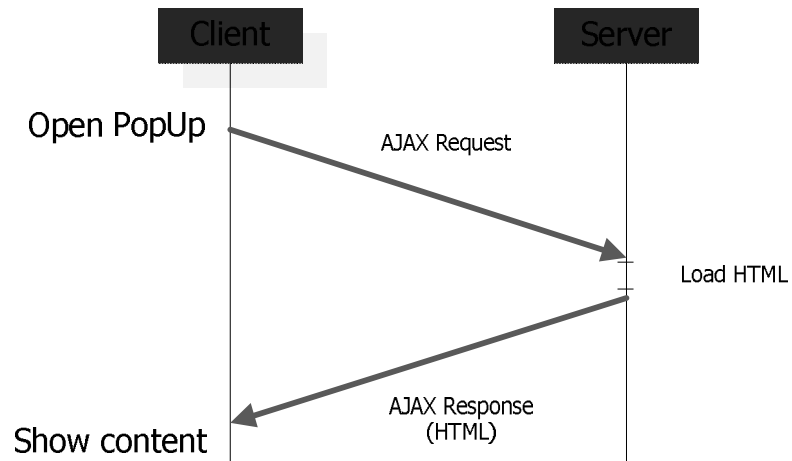 Client
Server
Open PopUp
AJAX Request
Load HTML
AJAX Response
(HTML)
Show content